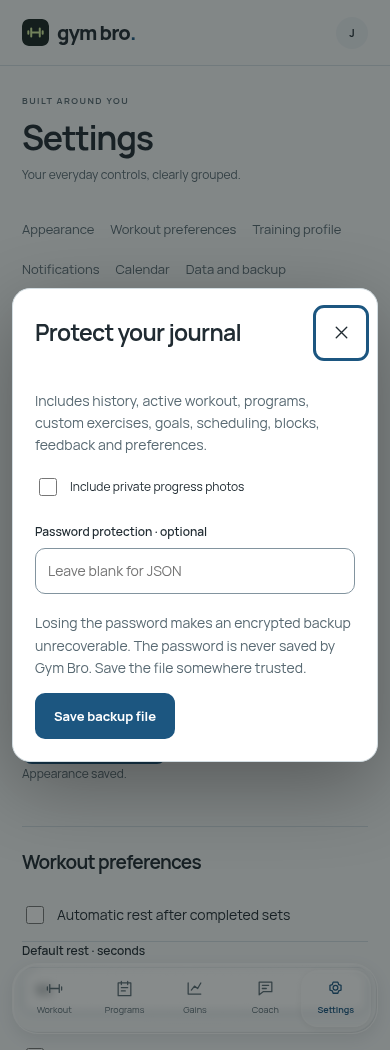 gym bro.
J
BUILT AROUND YOU
Settings
Your everyday controls, clearly grouped.
Appearance Workout preferences Training profile
Notifications Calendar Data and backup
Protect your journal
Includes history, active workout, programs,
custom exercises, goals, scheduling, blocks,
feedback and preferences.
Include private progress photos
Password protection · optional
Leave blank for JSON
Losing the password makes an encrypted backup
unrecoverable. The password is never saved by
Gym Bro. Save the file somewhere trusted.
Save backup file
Appearance saved.
Workout preferences
Automatic rest after completed sets
Default rest · seconds
Workout Programs Gains Coach Settings